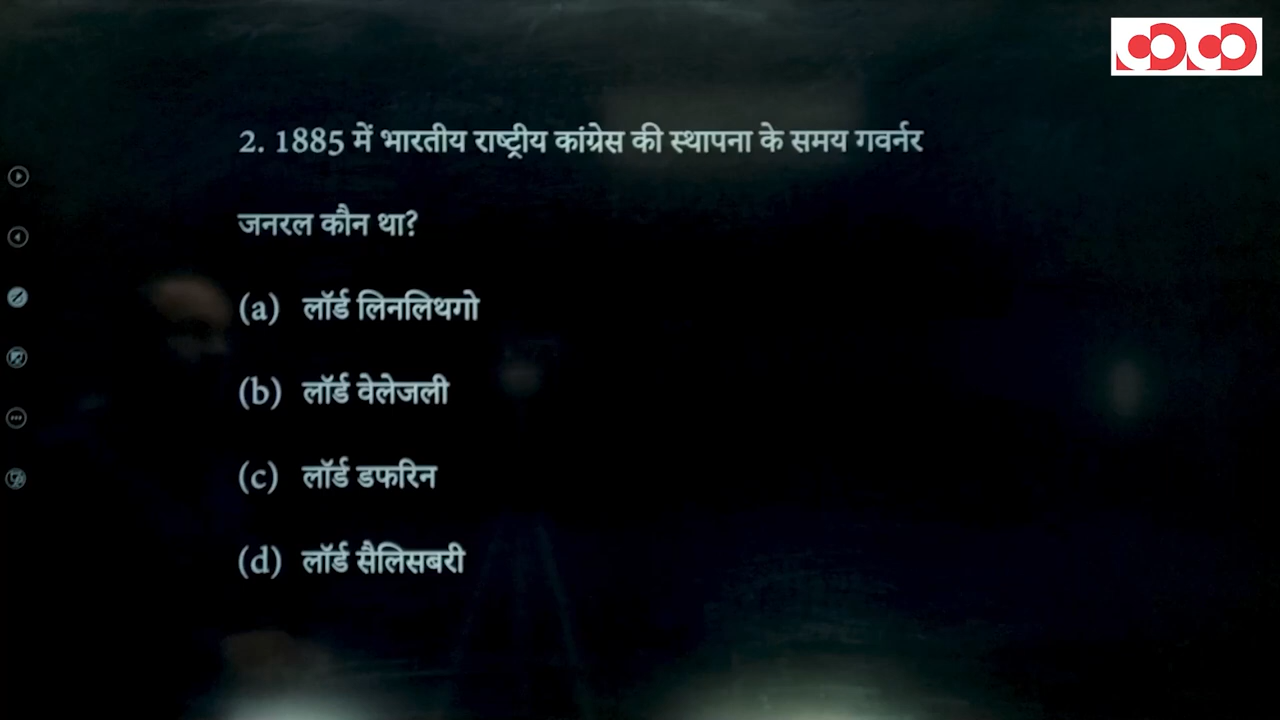 2. 1885 में भारतीय राष्ट्रीय कांग्रेस की स्थापना के समय गवर्नर
जनरल कौन था?
(a) लॉर्ड लिनलिथगो
(b) लॉर्ड वेलेजली
(c) लॉर्ड डफरिन
(d) लॉर्ड सैलिसबरी